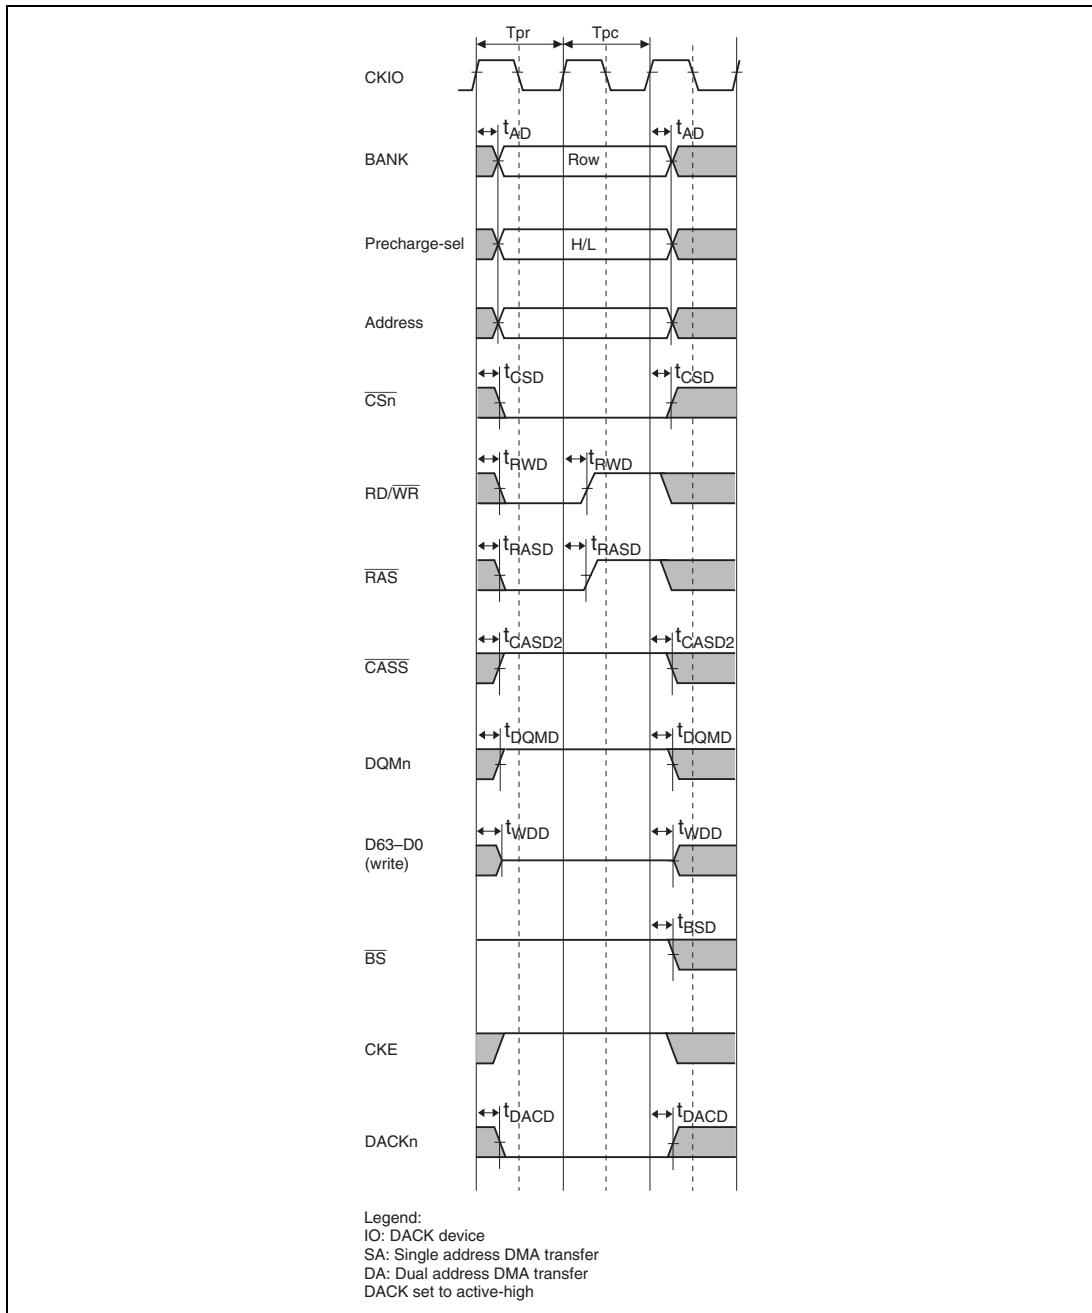 Tpr Tpc
CKIO
tAD tAD
BANK Row
Precharge-sel H/L
Address
tCSD tCSD
CSn
tRWD tRWD
RD/WR
tRASD tRASD
RAS
tCASD2 tCASD2
CASS
tDQMD tDQMD
DQMn
tWDD tWDD
D63–D0
(write)
tBSD
BS
CKE
tDACD tDACD
DACKn
Legend:
IO: DACK device
SA: Single address DMA transfer
DA: Dual address DMA transfer
DACK set to active-high